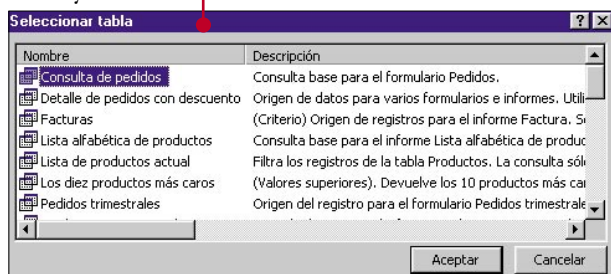 Seleccionar tabla
Nombre Descripción
Consulta de pedidos Consulta base para el formulario Pedidos.
Detalle de pedidos con descuento Origen de datos para varios formularios e informes. Utili
Facturas (Criterio) Origen de registros para el informe Factura. S
Lista alfabética de productos Consulta base para el informe Lista alfabética de produc
Lista de productos actual Filtra los registros de la tabla Productos. La consulta sól
Los diez productos más caros (Valores superiores). Devuelve los 10 productos más ca
Pedidos trimestrales Origen del registro para el formulario Pedidos trimestrale
Aceptar Cancelar